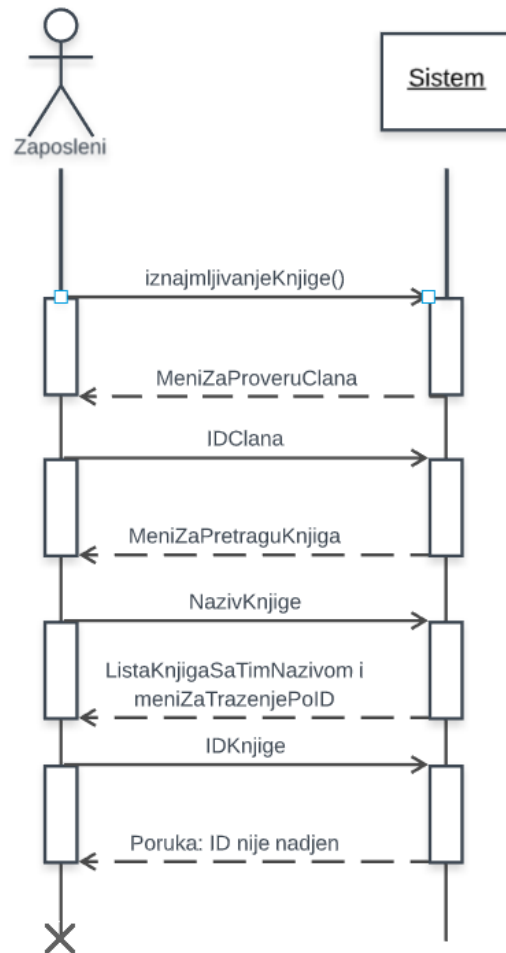 Zaposleni
Sistem
iznajmljivanjeKnjige()
MeniZaProveruClana
IDClana
MeniZaPretraguKnjiga
NazivKnjige
ListaKnjigaSaTimNazivom i
meniZaTrazenjePoID
IDKnjige
Poruka: ID nije nadjen